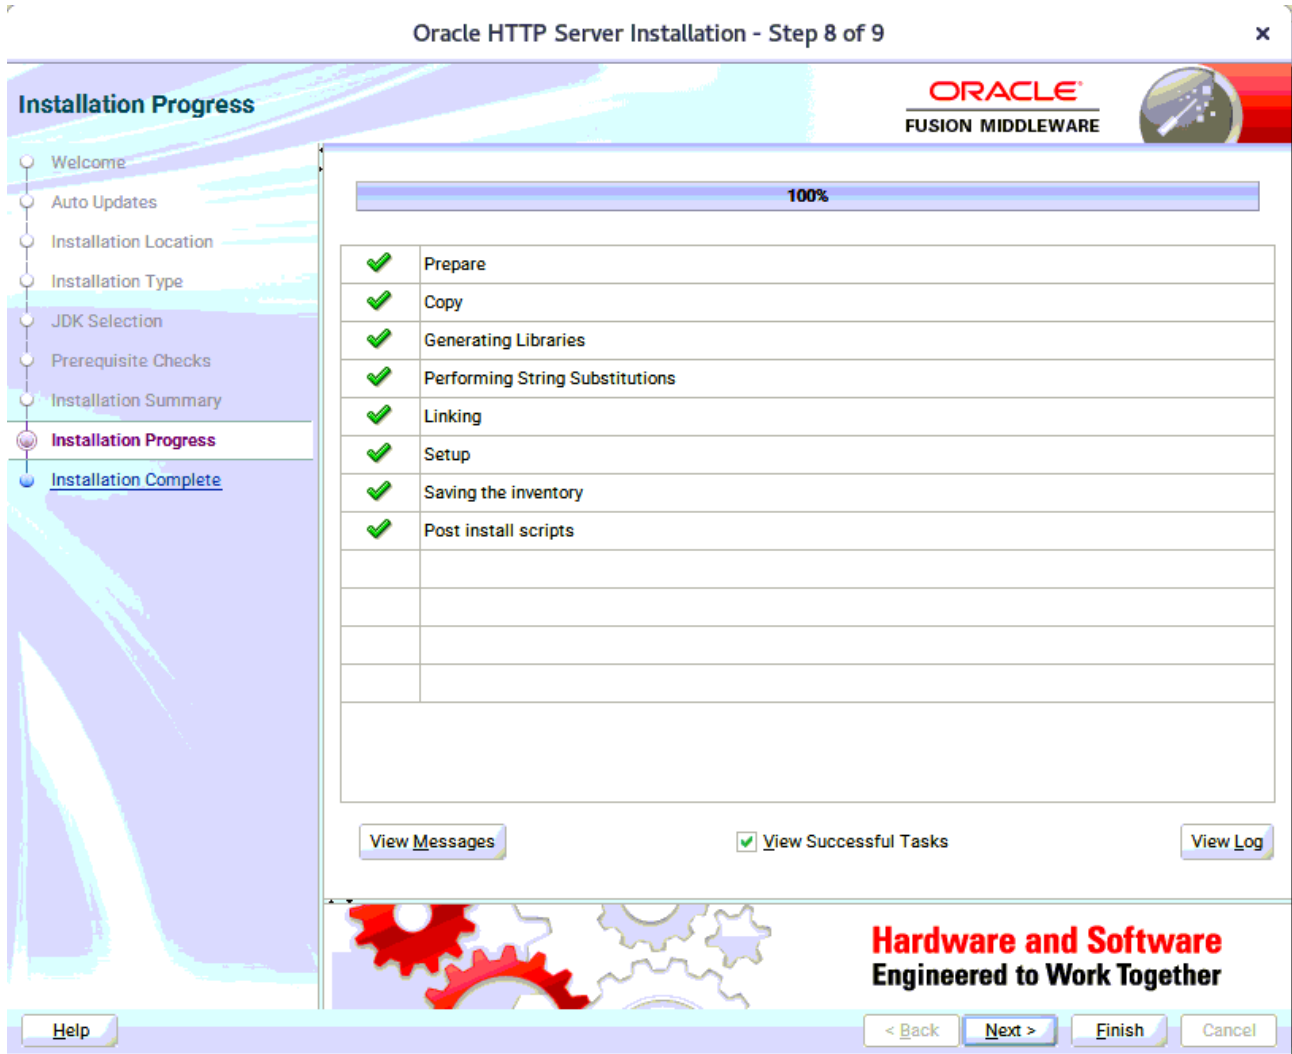 Oracle HTTP Server Installation - Step 8 of 9
Installation Progress
ORACLE
FUSION MIDDLEWARE
Welcome
Auto Updates
Installation Location
Installation Type
JDK Selection
Prerequisite Checks
Installation Summary
Installation Progress
Installation Complete
100%
Prepare
Copy
Generating Libraries
Performing String Substitutions
Linking
Setup
Saving the inventory
Post install scripts
View Messages
View Successful Tasks
View Log
Hardware and Software
Engineered to Work Together
Help
< Back
Next >
Finish
Cancel